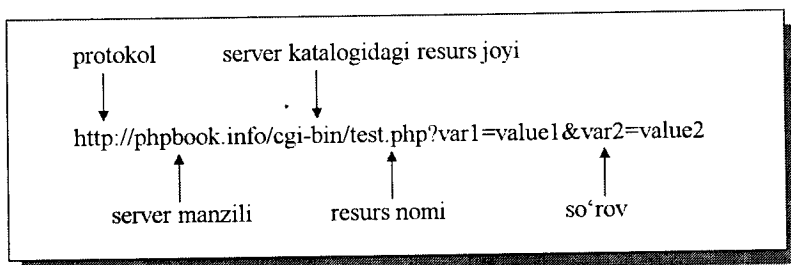 protokol server katalogidagi resurs joyi
http://phpbook.info/cgi-bin/test.php?var1=value1&var2=value2
server manzili resurs nomi so‘rov